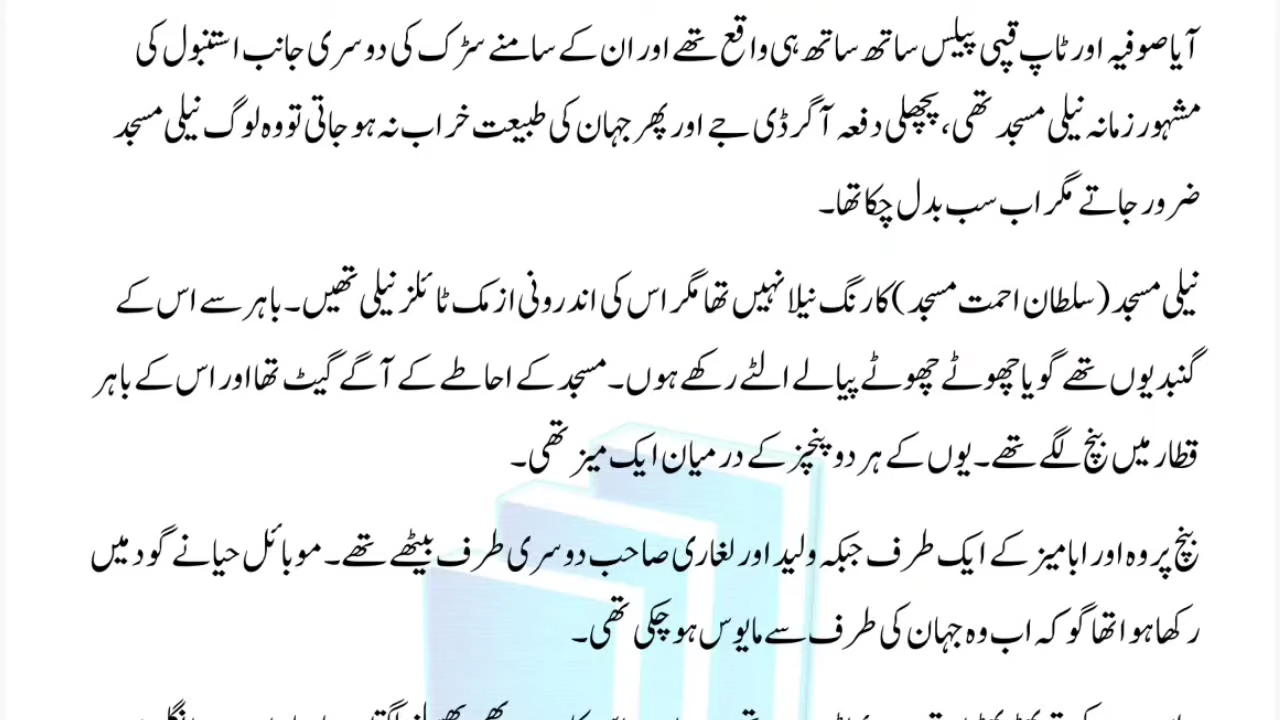 آیا صوفیہ اور ٹاپ قپی پیلس ساتھ ساتھ ہی واقع تھے اور ان کے سامنے سڑک کی دوسری جانب استنبول کی
مشہور زمانہ نیلی مسجد تھی، پچھلی دفعہ آ گر ڈی جے اور پھر جہان کی طبیعت خراب نہ ہو جاتی تو وہ لوگ نیلی مسجد
ضرور جاتے مگر اب سب بدل چکا تھا۔
نیلی مسجد (سلطان احمت مسجد) کا رنگ نیلا نہیں تھا مگر اس کی اندرونی ازمک ٹائلز نیلی تھیں۔ باہر سے اس کے
گنبد یوں تھے گویا چھوٹے چھوٹے پیالے الٹے رکھے ہوں۔ مسجد کے احاطے کے آگے گیٹ تھا اور اس کے باہر
قطار میں بنچ لگے تھے۔ یوں کے ہر دو پنچز کے درمیان ایک میز تھی۔
بنچ پر وہ اور ابا میز کے ایک طرف جبکہ ولید اور لغاری صاحب دوسری طرف بیٹھے تھے۔ موبائل حیا نے گود میں
رکھا ہوا تھا گو کہ اب وہ جہان کی طرف سے مایوس ہو چکی تھی۔